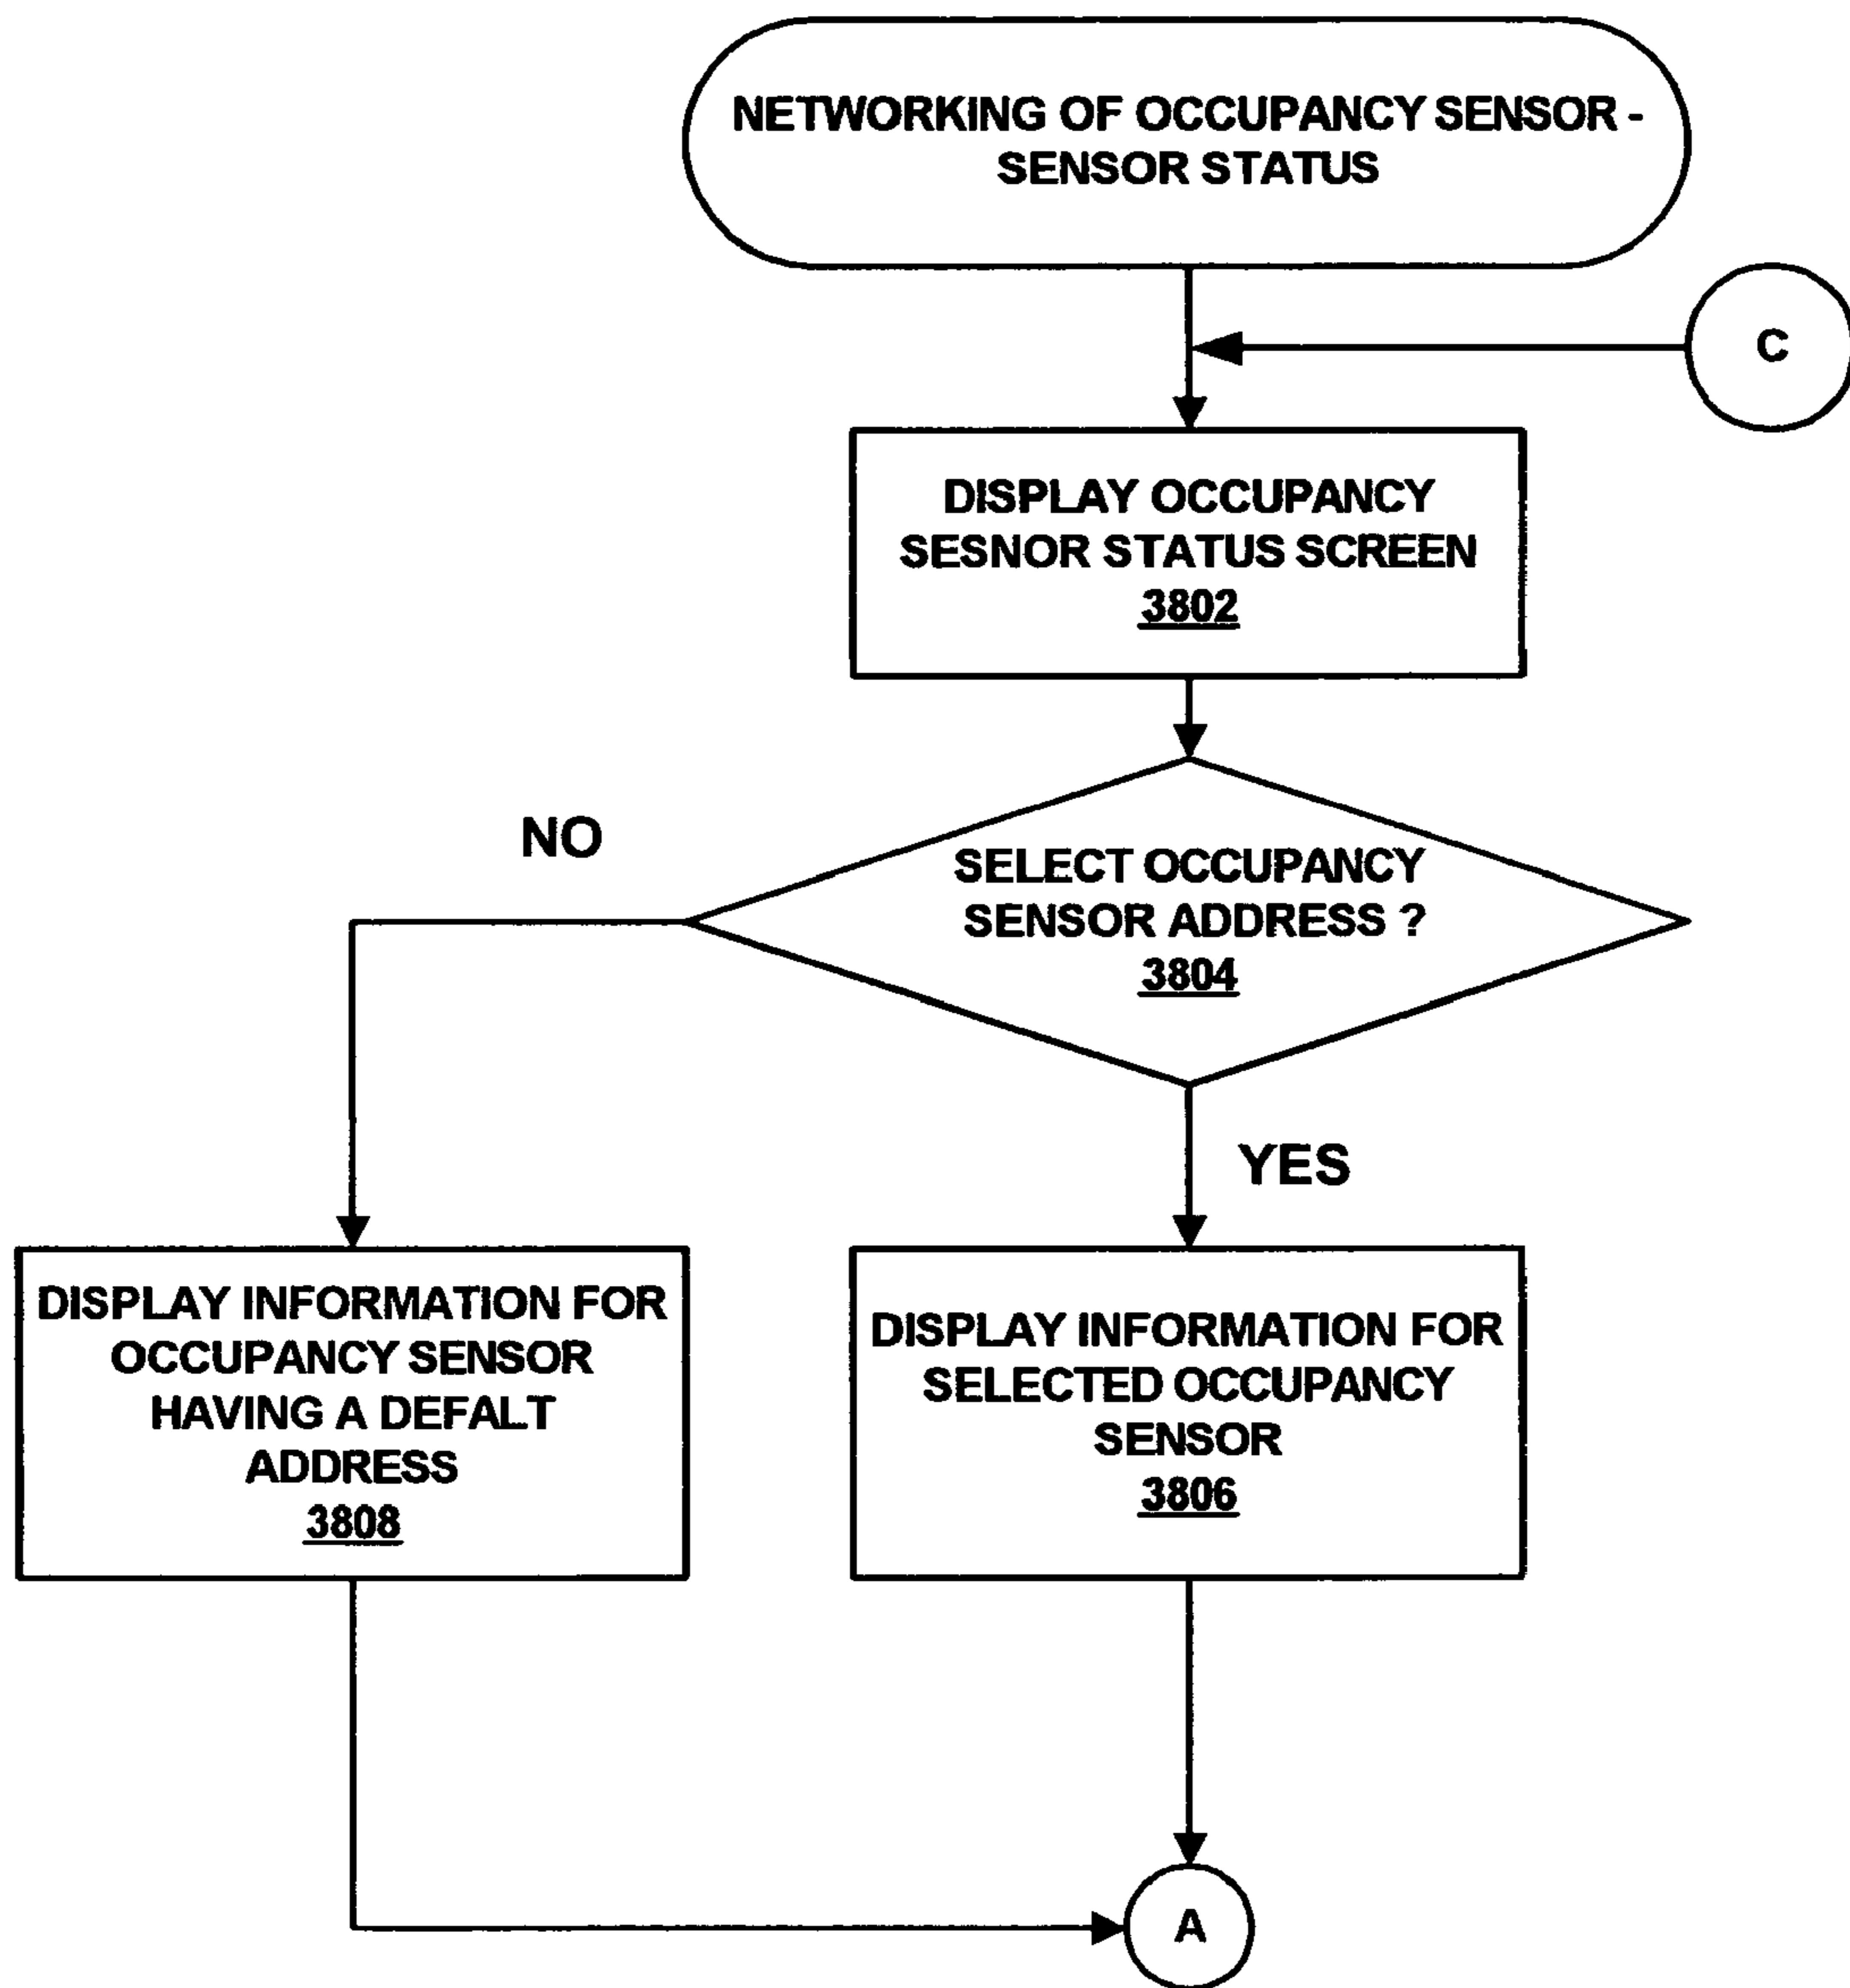 NETWORKING OF OCCUPANCY SENSOR -
SENSOR STATUS
C
DISPLAY OCCUPANCY
SESNOR STATUS SCREEN
3802
NO
SELECT OCCUPANCY
SENSOR ADDRESS ?
3804
YES
DISPLAY INFORMATION FOR
OCCUPANCY SENSOR
HAVING A DEFALT
ADDRESS
3808
DISPLAY INFORMATION FOR
SELECTED OCCUPANCY
SENSOR
3806
A